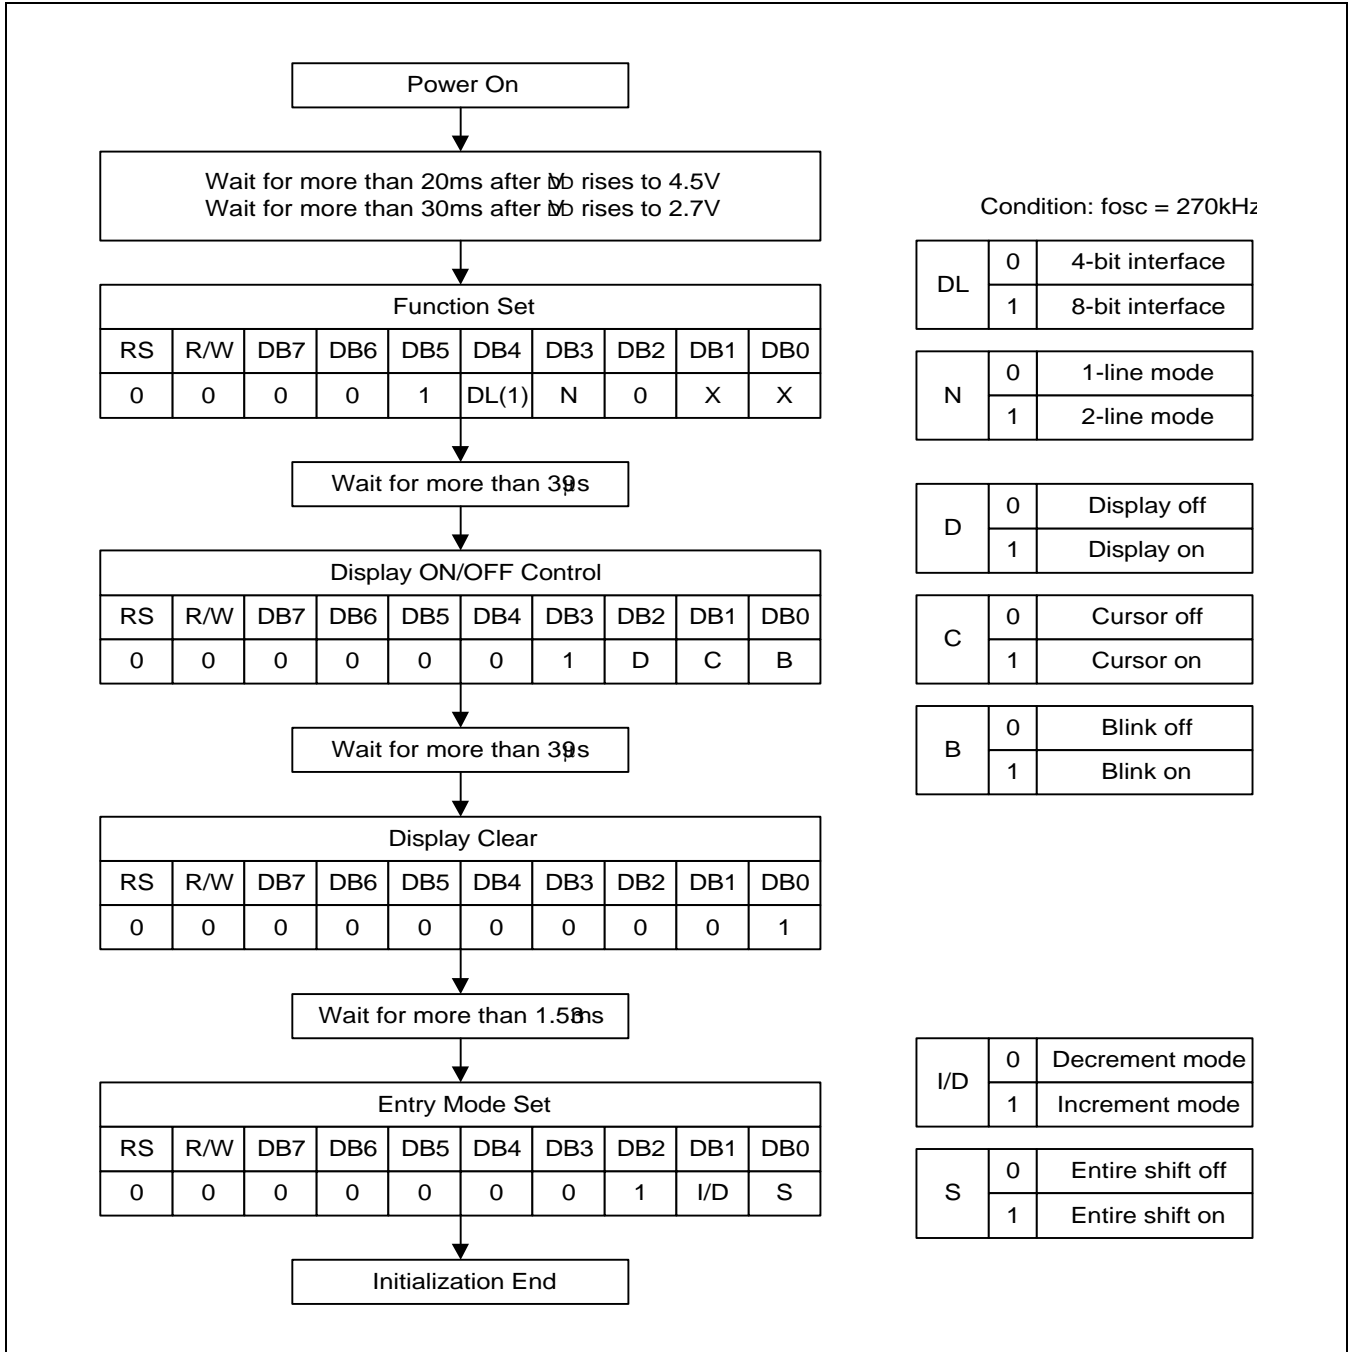 Power On
Wait for more than 20ms after VDD rises to 4.5V
Wait for more than 30ms after VDD rises to 2.7V
Condition: fosc = 270kHz
Function Set
RS R/W DB7 DB6 DB5 DB4 DB3 DB2 DB1 DB0
0 0 0 0 1 DL(1) N 0 X X
Wait for more than 39μs
Display ON/OFF Control
RS R/W DB7 DB6 DB5 DB4 DB3 DB2 DB1 DB0
0 0 0 0 0 0 1 D C B
Wait for more than 39μs
Display Clear
RS R/W DB7 DB6 DB5 DB4 DB3 DB2 DB1 DB0
0 0 0 0 0 0 0 0 0 1
Wait for more than 1.53ms
Entry Mode Set
RS R/W DB7 DB6 DB5 DB4 DB3 DB2 DB1 DB0
0 0 0 0 0 0 0 1 I/D S
Initialization End
DL
0 4-bit interface
1 8-bit interface
N
0 1-line mode
1 2-line mode
D
0 Display off
1 Display on
C
0 Cursor off
1 Cursor on
B
0 Blink off
1 Blink on
I/D
0 Decrement mode
1 Increment mode
S
0 Entire shift off
1 Entire shift on